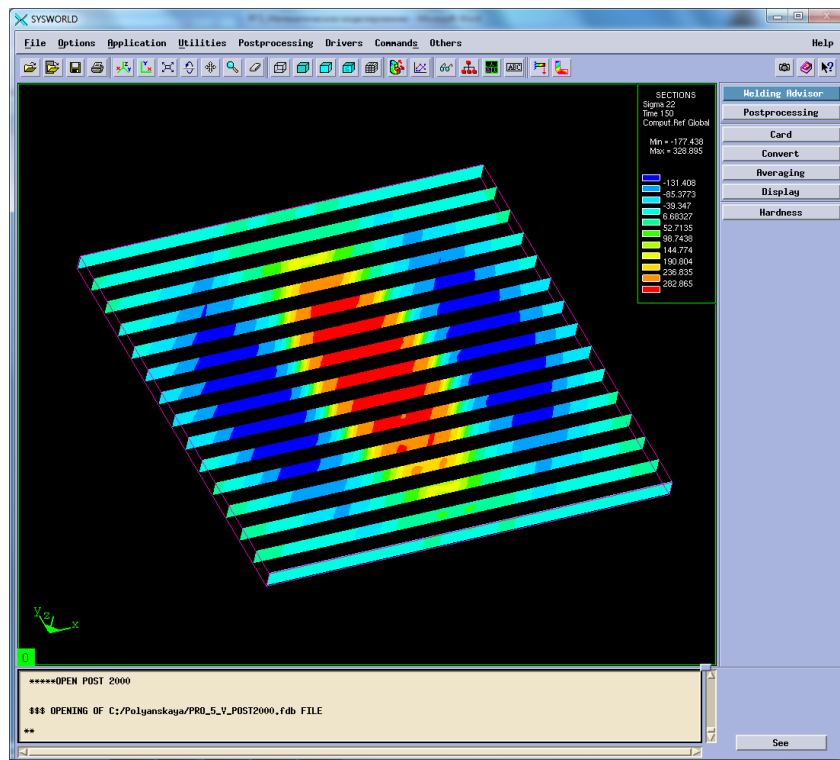 SYSWORLD
File Options Application Utilities Postprocessing Drivers Commands Others Help
ABC
SECTIONS
Sigma 22
Time 150
Comput.Ref Global
Min = -177.438
Max = 328.895
-131.408
-85.3773
-39.347
6.68327
52.7135
98.7438
144.774
190.804
236.835
282.865
Welding Advisor
Postprocessing
Card
Convert
Averaging
Display
Hardness
y z x
0
*****OPEN POST 2000
$$$ OPENING OF C:/Polyanskaya/PRO_5_V_POST2000.fdb FILE
**
See